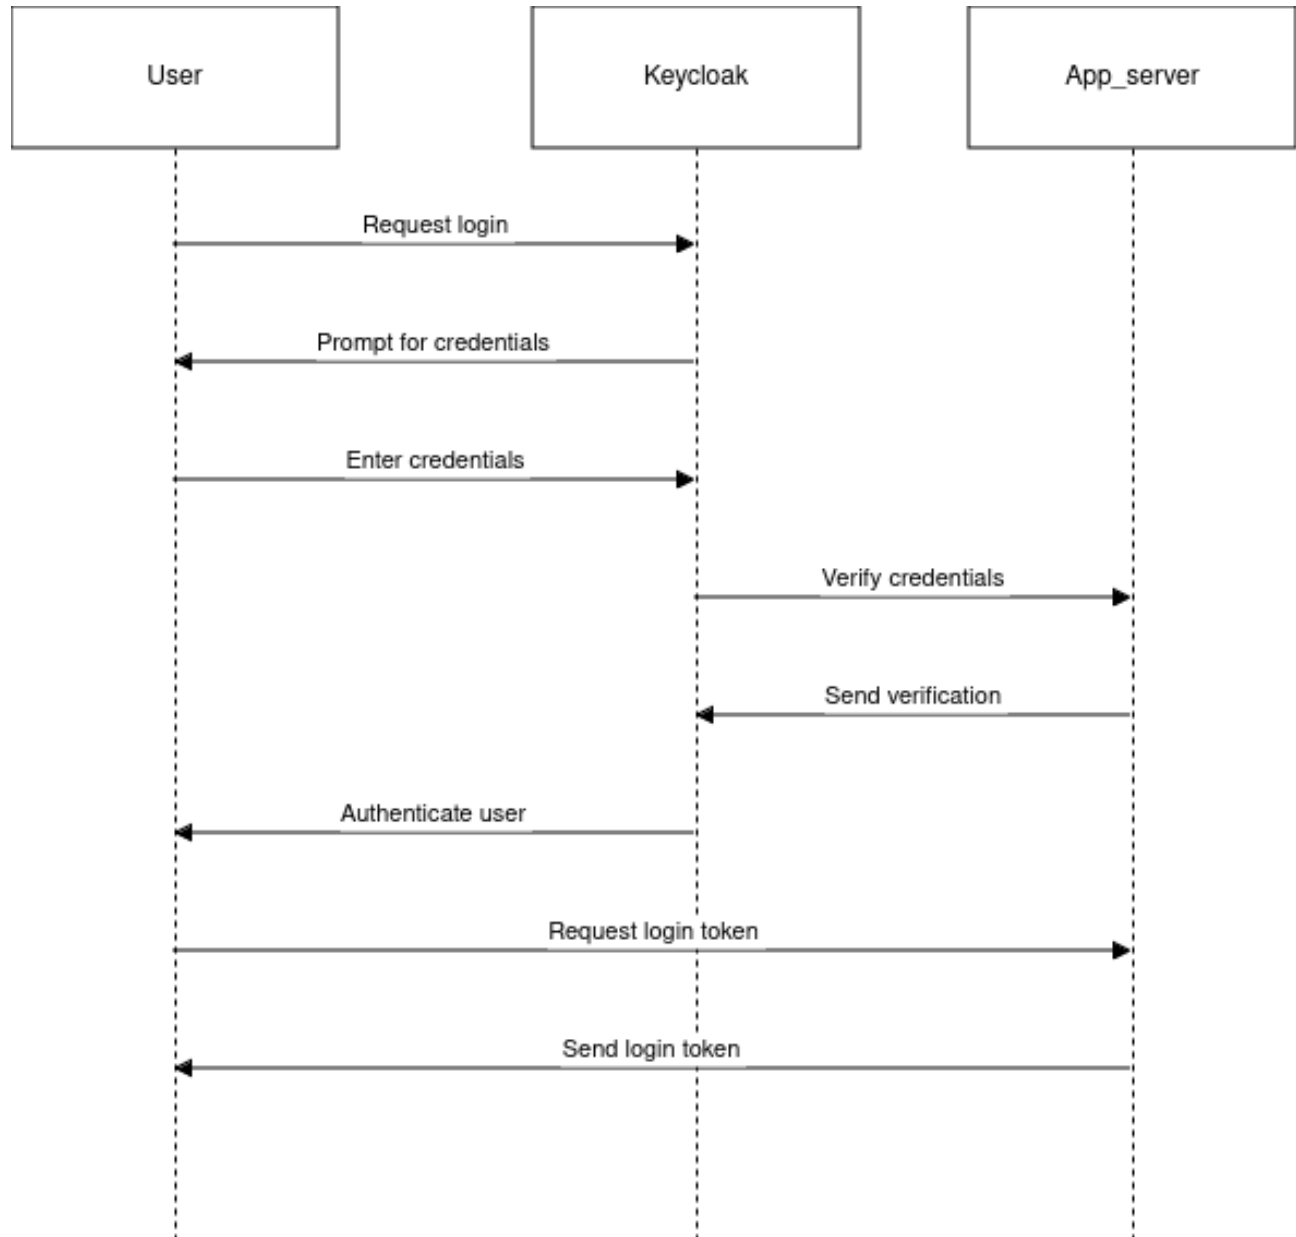 User
Keycloak
App_server
Request login
Prompt for credentials
Enter credentials
Verify credentials
Send verification
Authenticate user
Request login token
Send login token